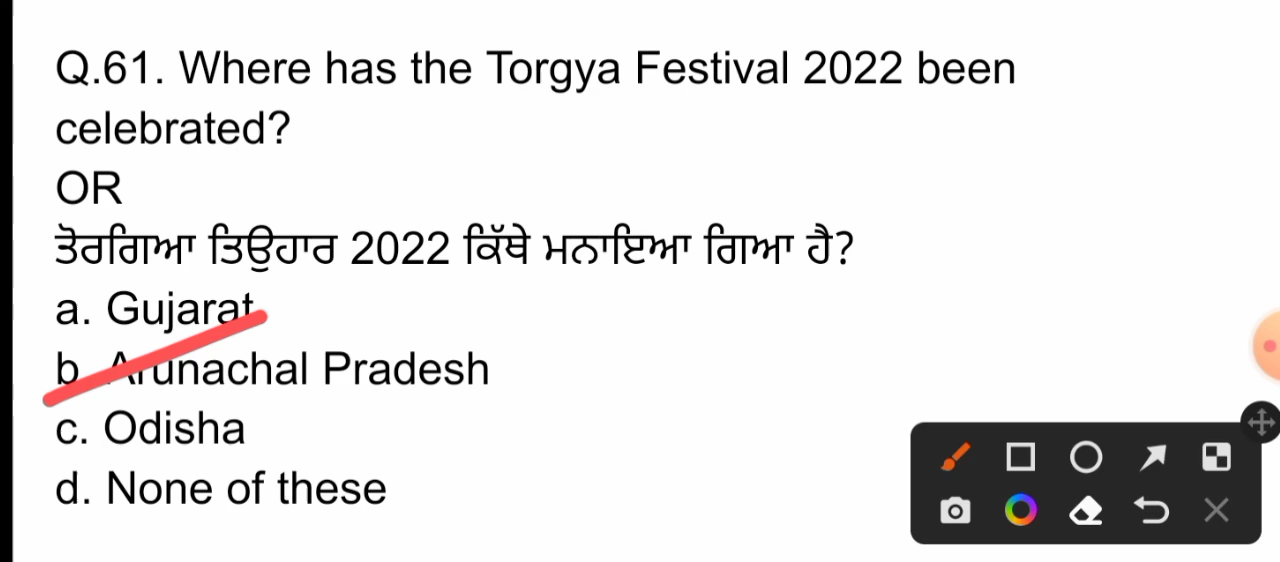 Q.61. Where has the Torgya Festival 2022 been
celebrated?
OR
ਤੋਰਗਿਆ ਤਿਉਹਾਰ 2022 ਕਿੱਥੇ ਮਨਾਇਆ ਗਿਆ ਹੈ?
a. Gujarat
b. Arunachal Pradesh
c. Odisha
d. None of these